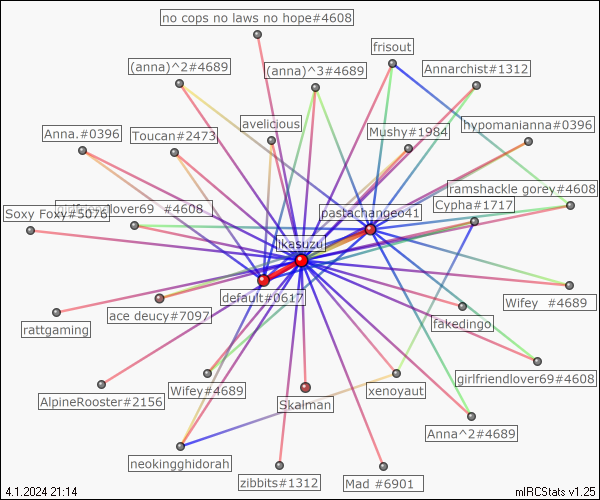 no cops no laws no hope#4608
frisout
(anna)^2#4689
(anna)^3#4689
Annarchist#1312
avelicious
Anna.#0396
Toucan#2473
Mushy#1984
hypomanianna#0396
ramshackle gorey#4608
girlfriendlover69 #4608
Soxy Foxy#5076
pastachangeo41
Cypha#1717
ikasuzu
default#0617
Wifey #4689
ace deucy#7097
rattgaming
fakedingo
girlfriendlover69#4608
Wifey#4689
xenoyaut
AlpineRooster#2156
Skalman
Anna^2#4689
neokingghidorah
zibbits#1312
Mad #6901
4.1.2024 21:14
mIRCStats v1.25